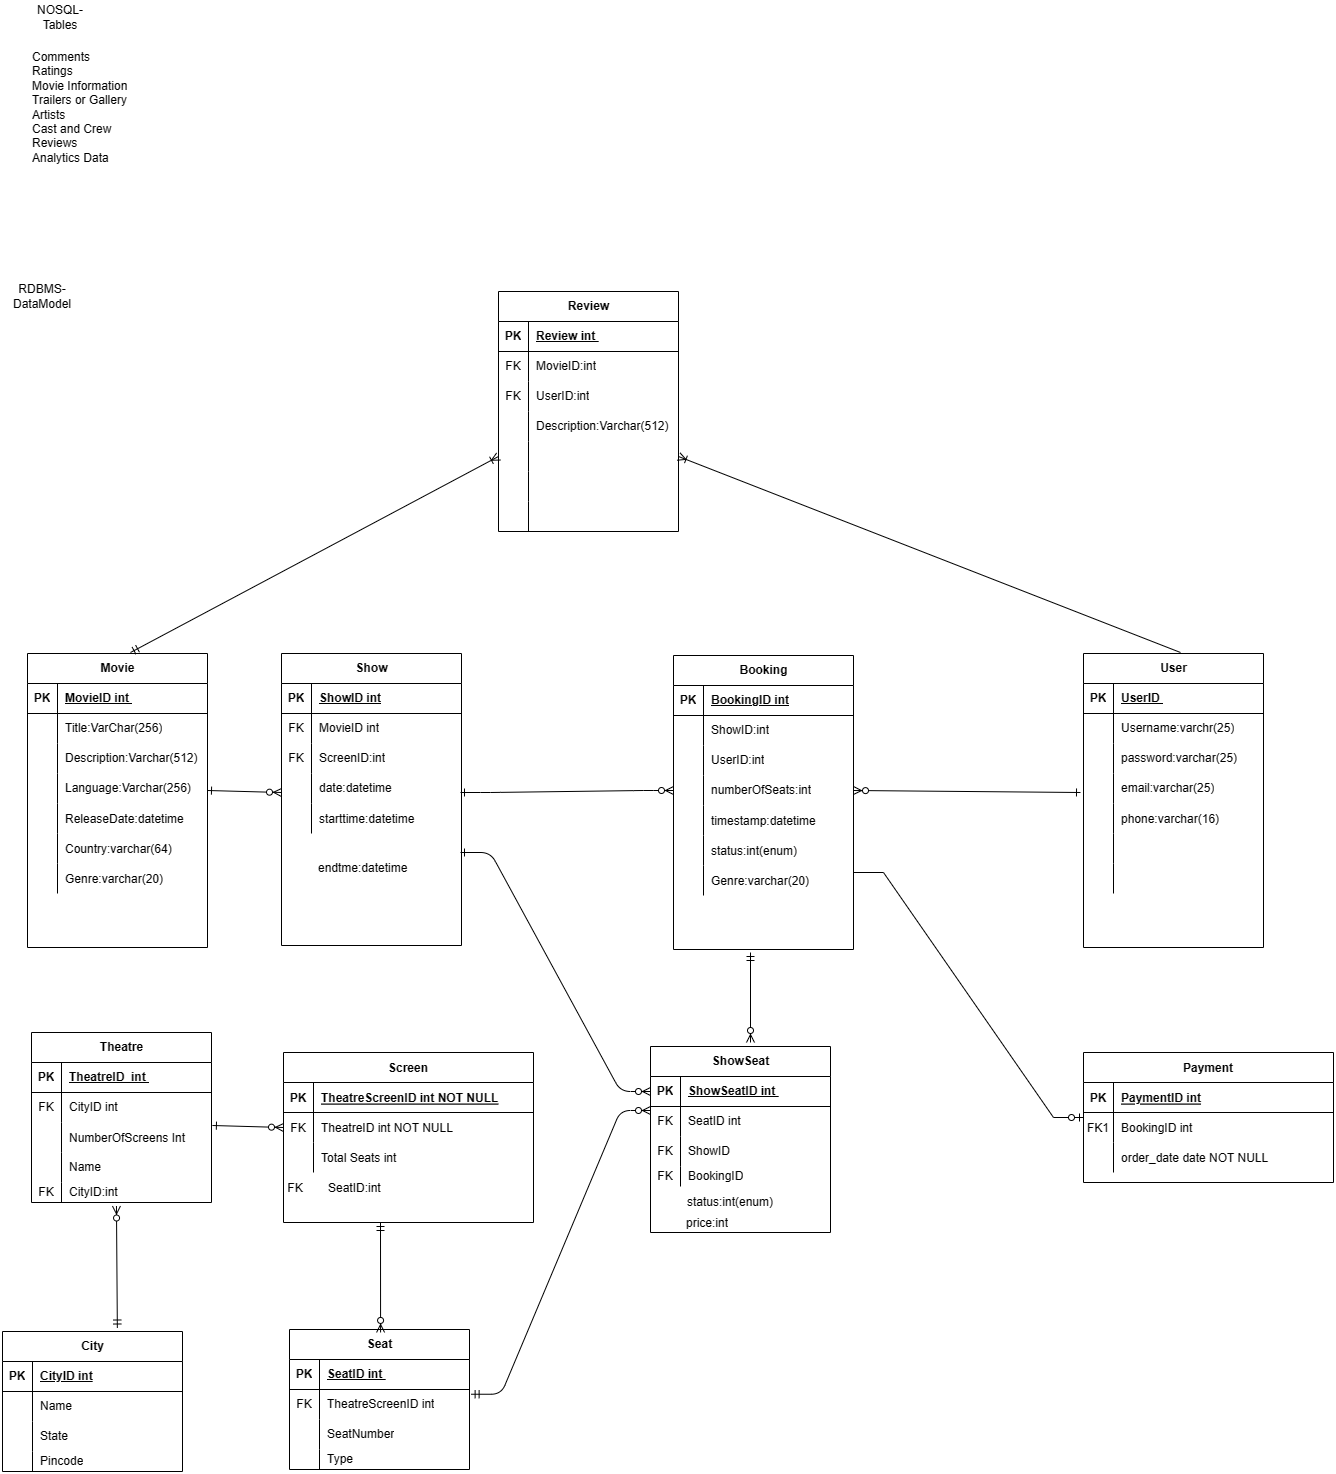 NOSQL-
Tables
Comments
Ratings
Movie Information
Trailers or Gallery
Artists
Cast and Crew
Reviews
Analytics Data
RDBMS-
DataModel
Review
PK Review int
FK MovieID:int
FK UserID:int
Description:Varchar(512)
Movie
PK MovieID int
Title:VarChar(256)
Description:Varchar(512)
Language:Varchar(256)
ReleaseDate:datetime
Country:varchar(64)
Genre:varchar(20)
Show
PK ShowID int
FK MovieID int
FK ScreenID:int
date:datetime
starttime:datetime
endtme:datetime
Booking
PK BookingID int
ShowID:int
UserID:int
numberOfSeats:int
timestamp:datetime
status:int(enum)
Genre:varchar(20)
User
PK UserID
Username:varchr(25)
password:varchar(25)
email:varchar(25)
phone:varchar(16)
Theatre
PK TheatreID int
FK CityID int
NumberOfScreens Int
Name
FK CityID:int
Screen
PK TheatreScreenID int NOT NULL
FK TheatreID int NOT NULL
Total Seats int
FK SeatID:int
ShowSeat
PK ShowSeatID int
FK SeatID int
FK ShowID
FK BookingID
status:int(enum)
price:int
Payment
PK PaymentID int
FK1 BookingID int
order_date date NOT NULL
City
PK CityID int
Name
State
Pincode
Seat
PK SeatID int
FK TheatreScreenID int
SeatNumber
Type